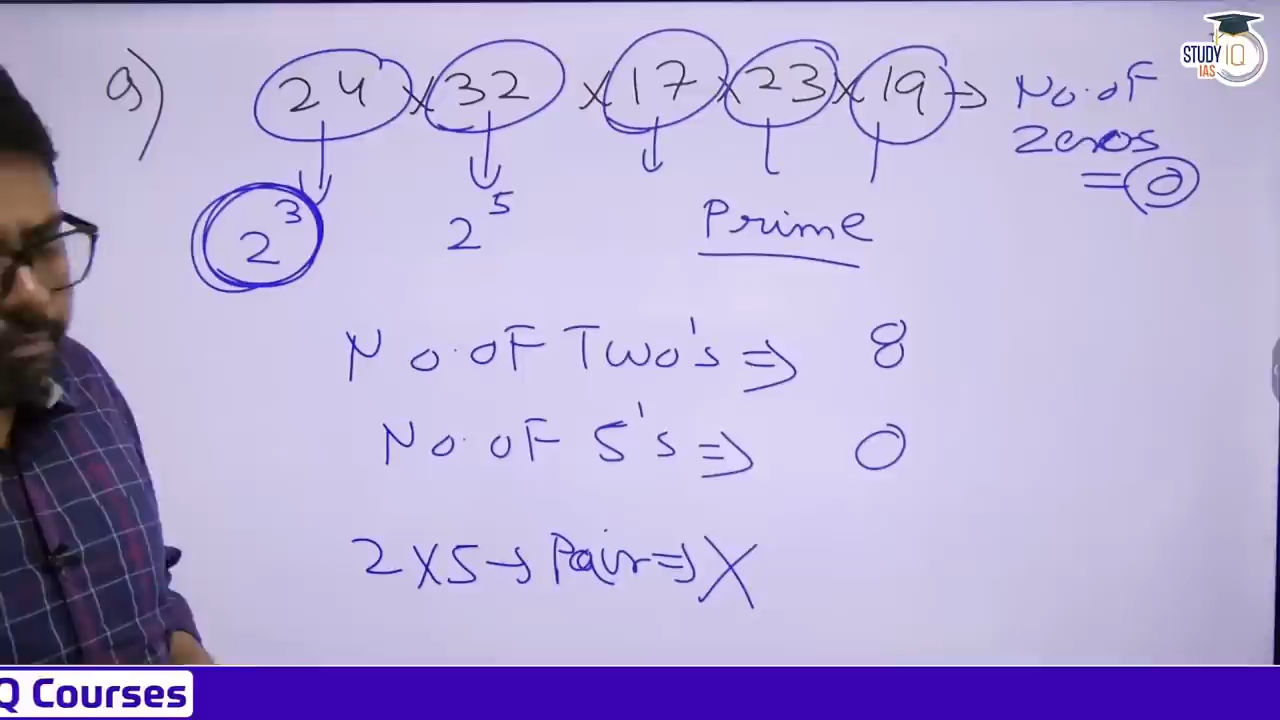 a) 24 × 32 × 17 × 23 × 19 → No. of
Zeros
= 0
2³ 2⁵ Prime
No. of Two's ⇒ 8
No. of 5's ⇒ 0
2×5 → Pair ⇒ X
STUDY IQ
IAS
Q Courses